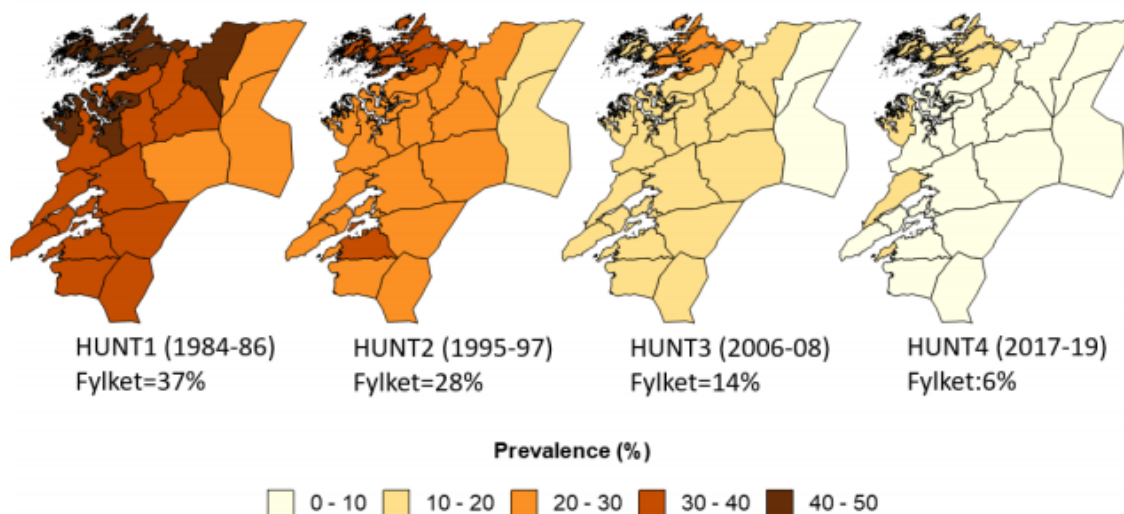 HUNT1 (1984-86)
Fylket=37%
HUNT2 (1995-97)
Fylket=28%
HUNT3 (2006-08)
Fylket=14%
HUNT4 (2017-19)
Fylket:6%
Prevalence (%)
0 - 10
10 - 20
20 - 30
30 - 40
40 - 50